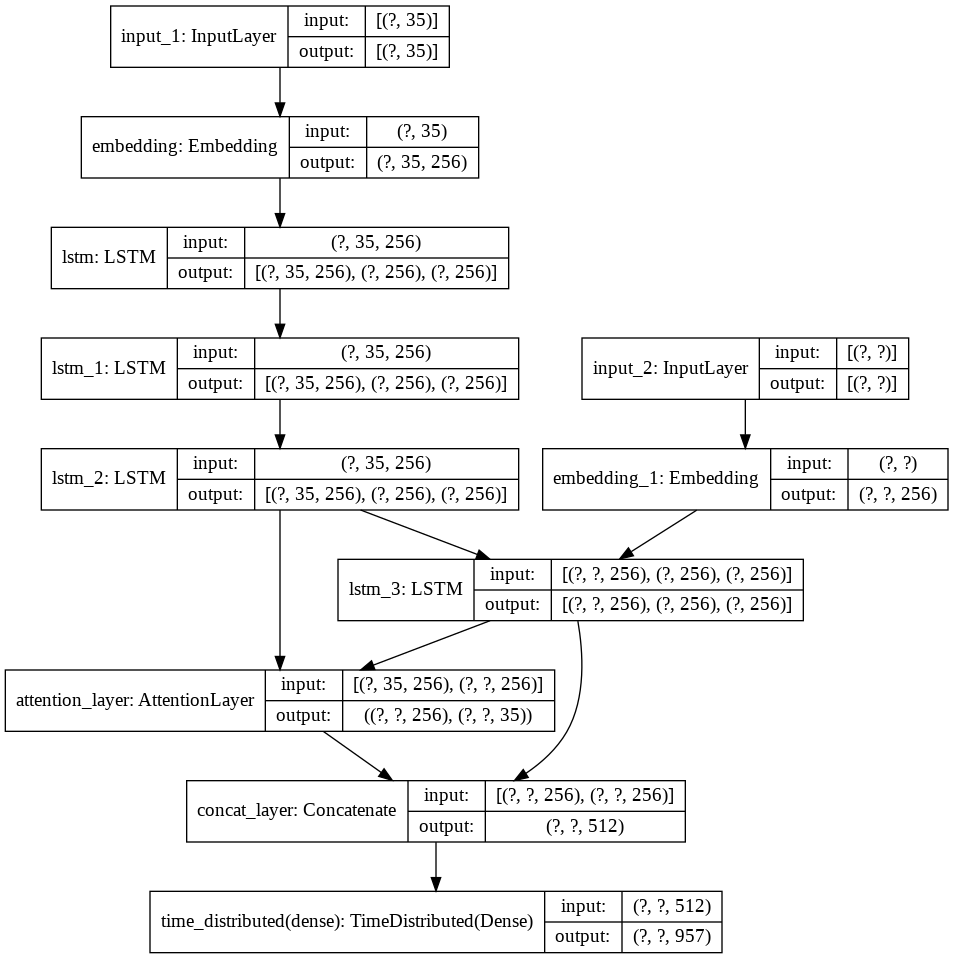 input_1: InputLayer
input: [(?, 35)]
output: [(?, 35)]
embedding: Embedding
input: (?, 35)
output: (?, 35, 256)
lstm: LSTM
input: (?, 35, 256)
output: [(?, 35, 256), (?, 256), (?, 256)]
lstm_1: LSTM
input: (?, 35, 256)
output: [(?, 35, 256), (?, 256), (?, 256)]
input_2: InputLayer
input: [(?, ?)]
output: [(?, ?)]
lstm_2: LSTM
input: (?, 35, 256)
output: [(?, 35, 256), (?, 256), (?, 256)]
embedding_1: Embedding
input: (?, ?)
output: (?, ?, 256)
lstm_3: LSTM
input: [(?, ?, 256), (?, 256), (?, 256)]
output: [(?, ?, 256), (?, 256), (?, 256)]
attention_layer: AttentionLayer
input: [(?, 35, 256), (?, ?, 256)]
output: ((?, ?, 256), (?, ?, 35))
concat_layer: Concatenate
input: [(?, ?, 256), (?, ?, 256)]
output: (?, ?, 512)
time_distributed(dense): TimeDistributed(Dense)
input: (?, ?, 512)
output: (?, ?, 957)